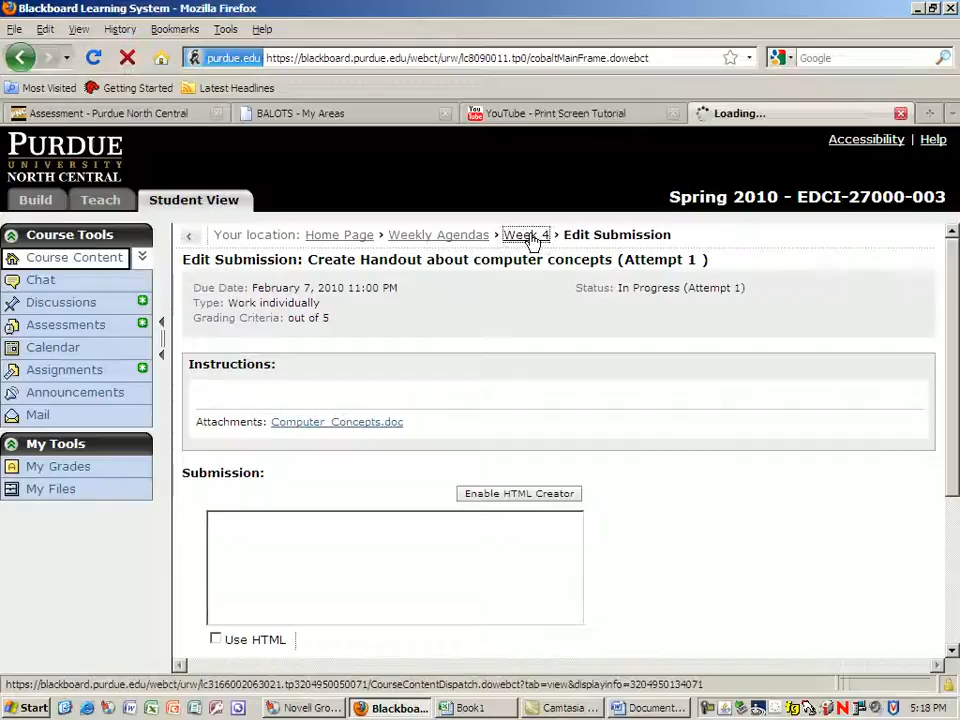 Blackboard Learning System - Mozilla Firefox
File Edit View History Bookmarks Tools Help
purdue.edu https://blackboard.purdue.edu/webct/urw/lc8090011.tp0/cobaltMainFrame.dowebct Google
Most Visited Getting Started Latest Headlines
Assessment - Purdue North Central BALOTS - My Areas YouTube - Print Screen Tutorial Loading...
Accessibility | Help
PURDUE
UNIVERSITY
NORTH CENTRAL
Build Teach Student View
Spring 2010 - EDCI-27000-003
Course Tools
Course Content
Chat
Discussions
Assessments
Calendar
Assignments
Announcements
Mail
My Tools
My Grades
My Files
Your location: Home Page › Weekly Agendas › Week 4 › Edit Submission
Edit Submission: Create Handout about computer concepts (Attempt 1 )
Due Date: February 7, 2010 11:00 PM Status: In Progress (Attempt 1)
Type: Work individually
Grading Criteria: out of 5
Instructions:
Attachments: Computer_Concepts.doc
Submission:
Enable HTML Creator
Use HTML
https://blackboard.purdue.edu/webct/urw/lc3166002063021.tp3204950050071/CourseContentDispatch.dowebct?tab=view&displayinfo=3204950134071
Start Novell Gro... Blackboa... Book1 Camtasia ... Document... 5:18 PM